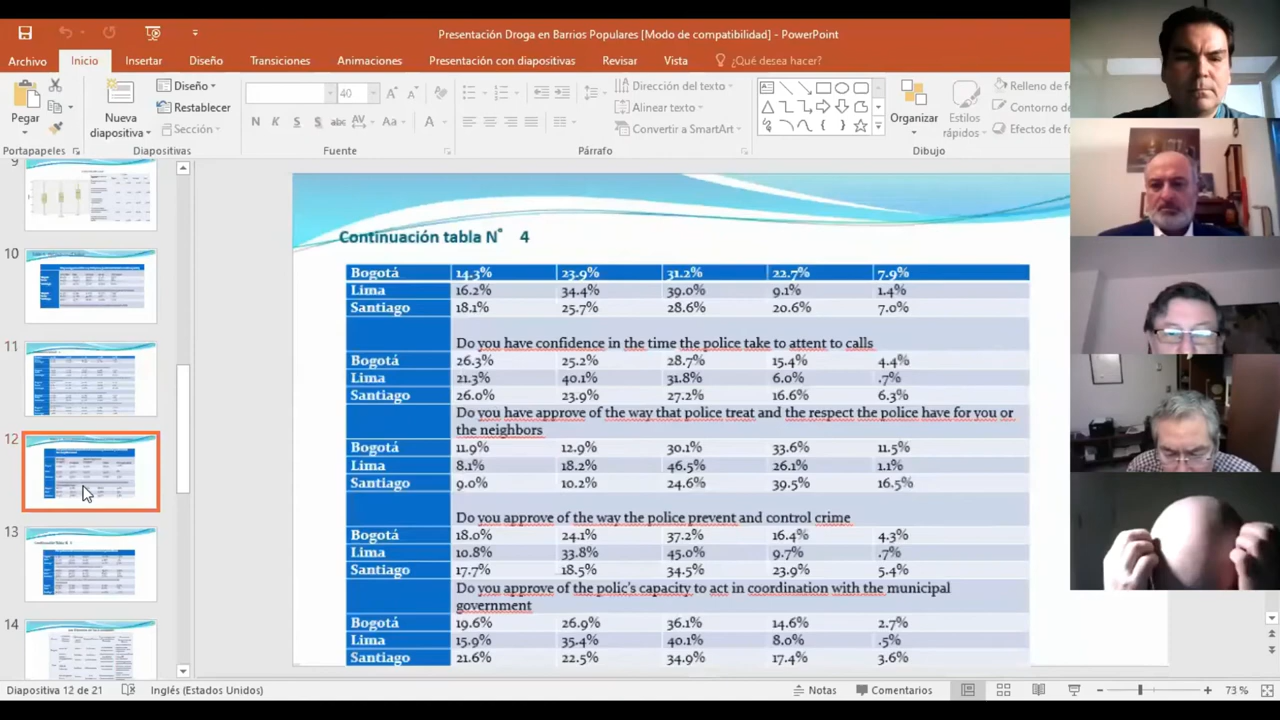 Presentación Droga en Barrios Populares [Modo de compatibilidad] - PowerPoint
Archivo Inicio Insertar Diseño Transiciones Animaciones Presentación con diapositivas Revisar Vista ¿Qué desea hacer?
Pegar
Portapapeles
Nueva
diapositiva
Diseño
Restablecer
Sección
Diapositivas
40
N K S S abc AV Aa A
Fuente
Dirección del texto
Alinear texto
Convertir a SmartArt
Párrafo
Organizar
Estilos
rápidos
Relleno de f
Contorno de
Efectos de fo
Dibujo
9
10
11
12
13
14
Continuación tabla N° 4
Bogotá 14.3% 23.9% 31.2% 22.7% 7.9%
Lima 16.2% 34.4% 39.0% 9.1% 1.4%
Santiago 18.1% 25.7% 28.6% 20.6% 7.0%
Do you have confidence in the time the police take to attent to calls
Bogotá 26.3% 25.2% 28.7% 15.4% 4.4%
Lima 21.3% 40.1% 31.8% 6.0% .7%
Santiago 26.0% 23.9% 27.2% 16.6% 6.3%
Do you have approve of the way that police treat and the respect the police have for you or
the neighbors
Bogotá 11.9% 12.9% 30.1% 33.6% 11.5%
Lima 8.1% 18.2% 46.5% 26.1% 1.1%
Santiago 9.0% 10.2% 24.6% 39.5% 16.5%
Do you approve of the way the police prevent and control crime
Bogotá 18.0% 24.1% 37.2% 16.4% 4.3%
Lima 10.8% 33.8% 45.0% 9.7% .7%
Santiago 17.7% 18.5% 34.5% 23.9% 5.4%
Do you approve of the polic's capacity to act in coordination with the municipal
government
Bogotá 19.6% 26.9% 36.1% 14.6% 2.7%
Lima 15.9% 35.4% 40.1% 8.0% .5%
Santiago 21.6% 22.5% 34.9% 17.4% 3.6%
Diapositiva 12 de 21 Inglés (Estados Unidos) Notas Comentarios 73 %